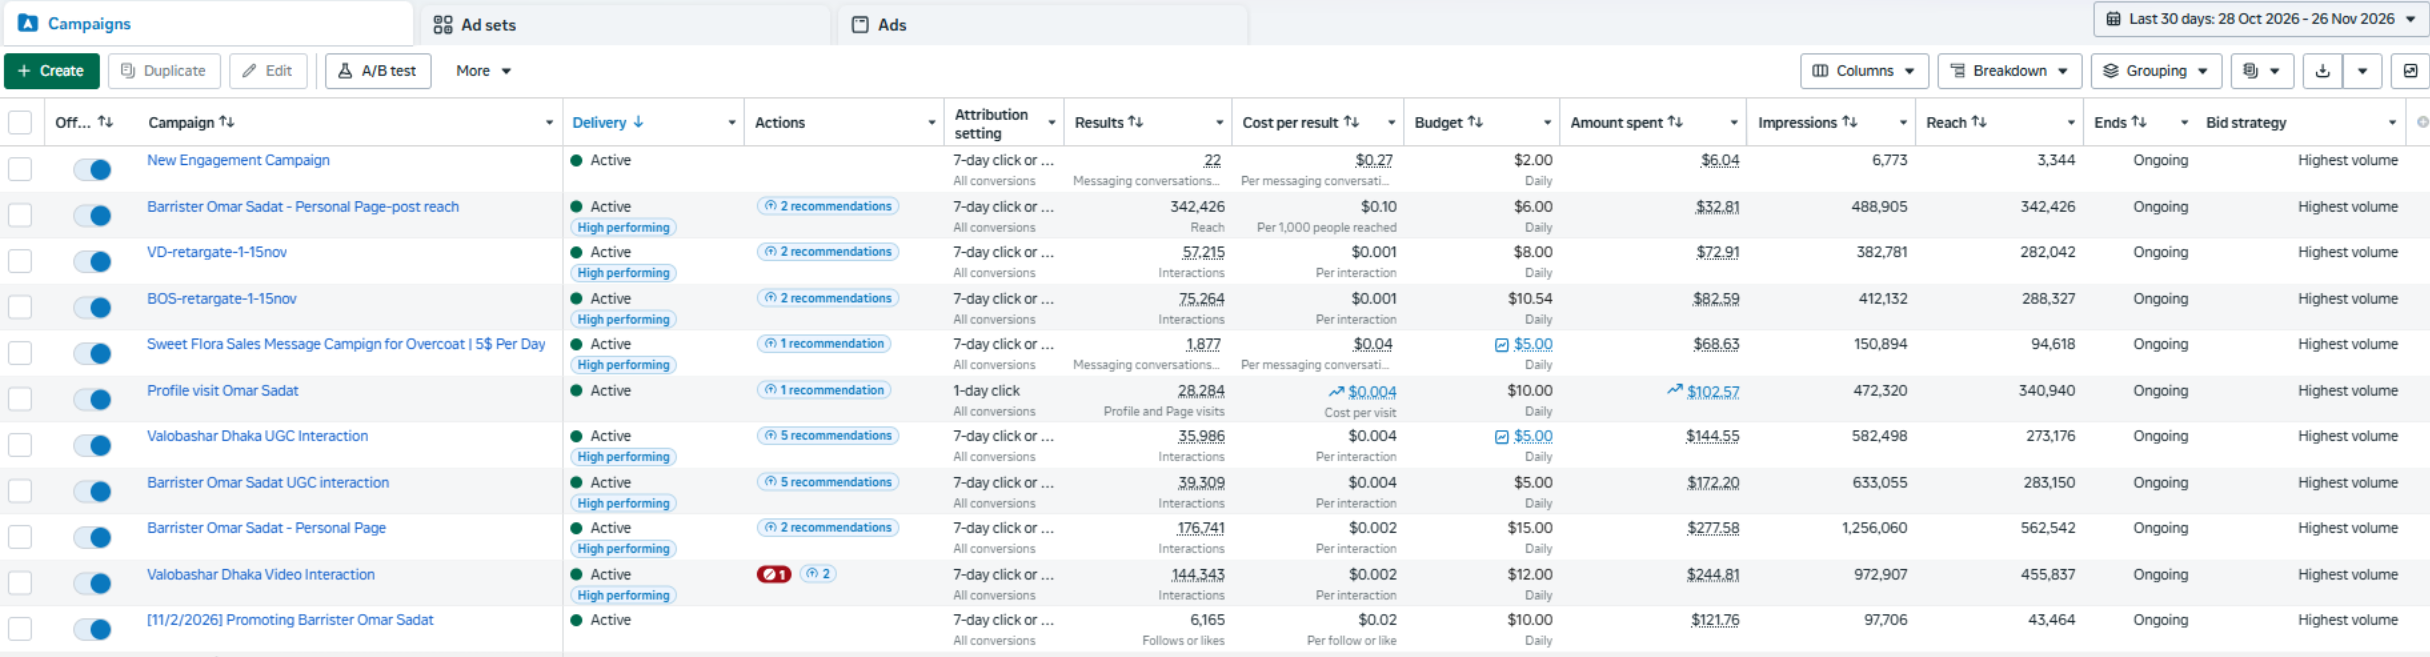 Campaigns
Ad sets
Ads
Last 30 days: 28 Oct 2026 - 26 Nov 2026
+ Create
Duplicate
Edit
A/B test
More
Columns
Breakdown
Grouping
Off... Campaign Delivery Actions Attribution setting Results Cost per result Budget Amount spent Impressions Reach Ends Bid strategy
New Engagement Campaign Active 7-day click or ... 22 $0.27 $2.00 $6.04 6,773 3,344 Ongoing Highest volume
All conversions Messaging conversations... Per messaging conversati... Daily
Barrister Omar Sadat - Personal Page-post reach Active 2 recommendations 7-day click or ... 342,426 $0.10 $6.00 $32.81 488,905 342,426 Ongoing Highest volume
High performing All conversions Reach Per 1,000 people reached Daily
VD-retargate-1-15nov Active 2 recommendations 7-day click or ... 57,215 $0.001 $8.00 $72.91 382,781 282,042 Ongoing Highest volume
High performing All conversions Interactions Per interaction Daily
BOS-retargate-1-15nov Active 2 recommendations 7-day click or ... 75,264 $0.001 $10.54 $82.59 412,132 288,327 Ongoing Highest volume
High performing All conversions Interactions Per interaction Daily
Sweet Flora Sales Message Campign for Overcoat | 5$ Per Day Active 1 recommendation 7-day click or ... 1,877 $0.04 $5.00 $68.63 150,894 94,618 Ongoing Highest volume
High performing All conversions Messaging conversations... Per messaging conversati... Daily
Profile visit Omar Sadat Active 1 recommendation 1-day click 28,284 $0.004 $10.00 $102.57 472,320 340,940 Ongoing Highest volume
All conversions Profile and Page visits Cost per visit Daily
Valobashar Dhaka UGC Interaction Active 5 recommendations 7-day click or ... 35,986 $0.004 $5.00 $144.55 582,498 273,176 Ongoing Highest volume
High performing All conversions Interactions Per interaction Daily
Barrister Omar Sadat UGC interaction Active 5 recommendations 7-day click or ... 39,309 $0.004 $5.00 $172.20 633,055 283,150 Ongoing Highest volume
High performing All conversions Interactions Per interaction Daily
Barrister Omar Sadat - Personal Page Active 2 recommendations 7-day click or ... 176,741 $0.002 $15.00 $277.58 1,256,060 562,542 Ongoing Highest volume
High performing All conversions Interactions Per interaction Daily
Valobashar Dhaka Video Interaction Active 1 2 7-day click or ... 144,343 $0.002 $12.00 $244.81 972,907 455,837 Ongoing Highest volume
High performing All conversions Interactions Per interaction Daily
[11/2/2026] Promoting Barrister Omar Sadat Active 7-day click or ... 6,165 $0.02 $10.00 $121.76 97,706 43,464 Ongoing Highest volume
All conversions Follows or likes Per follow or like Daily